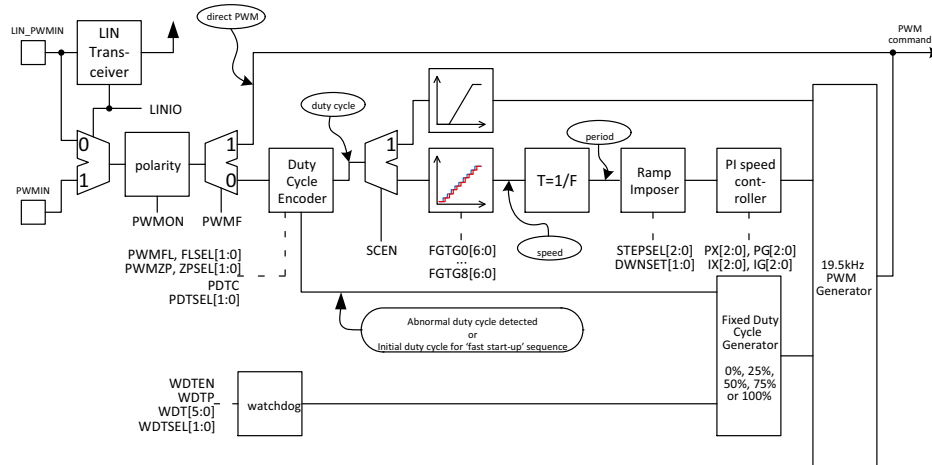 direct PWM
LIN_PWMIN
LIN
Trans-
ceiver
PWM
command
LINIO
duty cycle
0
1
polarity
1
0
Duty
Cycle
Encoder
1
T=1/F
period
Ramp
Imposer
PI speed
cont-
roller
PWMIN
PWMON
PWMF
SCEN
speed
PWMFL, FLSEL[1:0]
PWMZP, ZPSEL[1:0]
PDTC
PDTSEL[1:0]
FGTG0[6:0]
...
FGTG8[6:0]
STEPSEL[2:0]
DWNSET[1:0]
PX[2:0], PG[2:0]
IX[2:0], IG[2:0]
19.5kHz
PWM
Generator
Abnormal duty cycle detected
or
Initial duty cycle for 'fast start-up' sequence
Fixed Duty
Cycle
Generator
0%, 25%,
50%, 75%
or 100%
WDTEN
WDTP
WDT[5:0]
WDTSEL[1:0]
watchdog